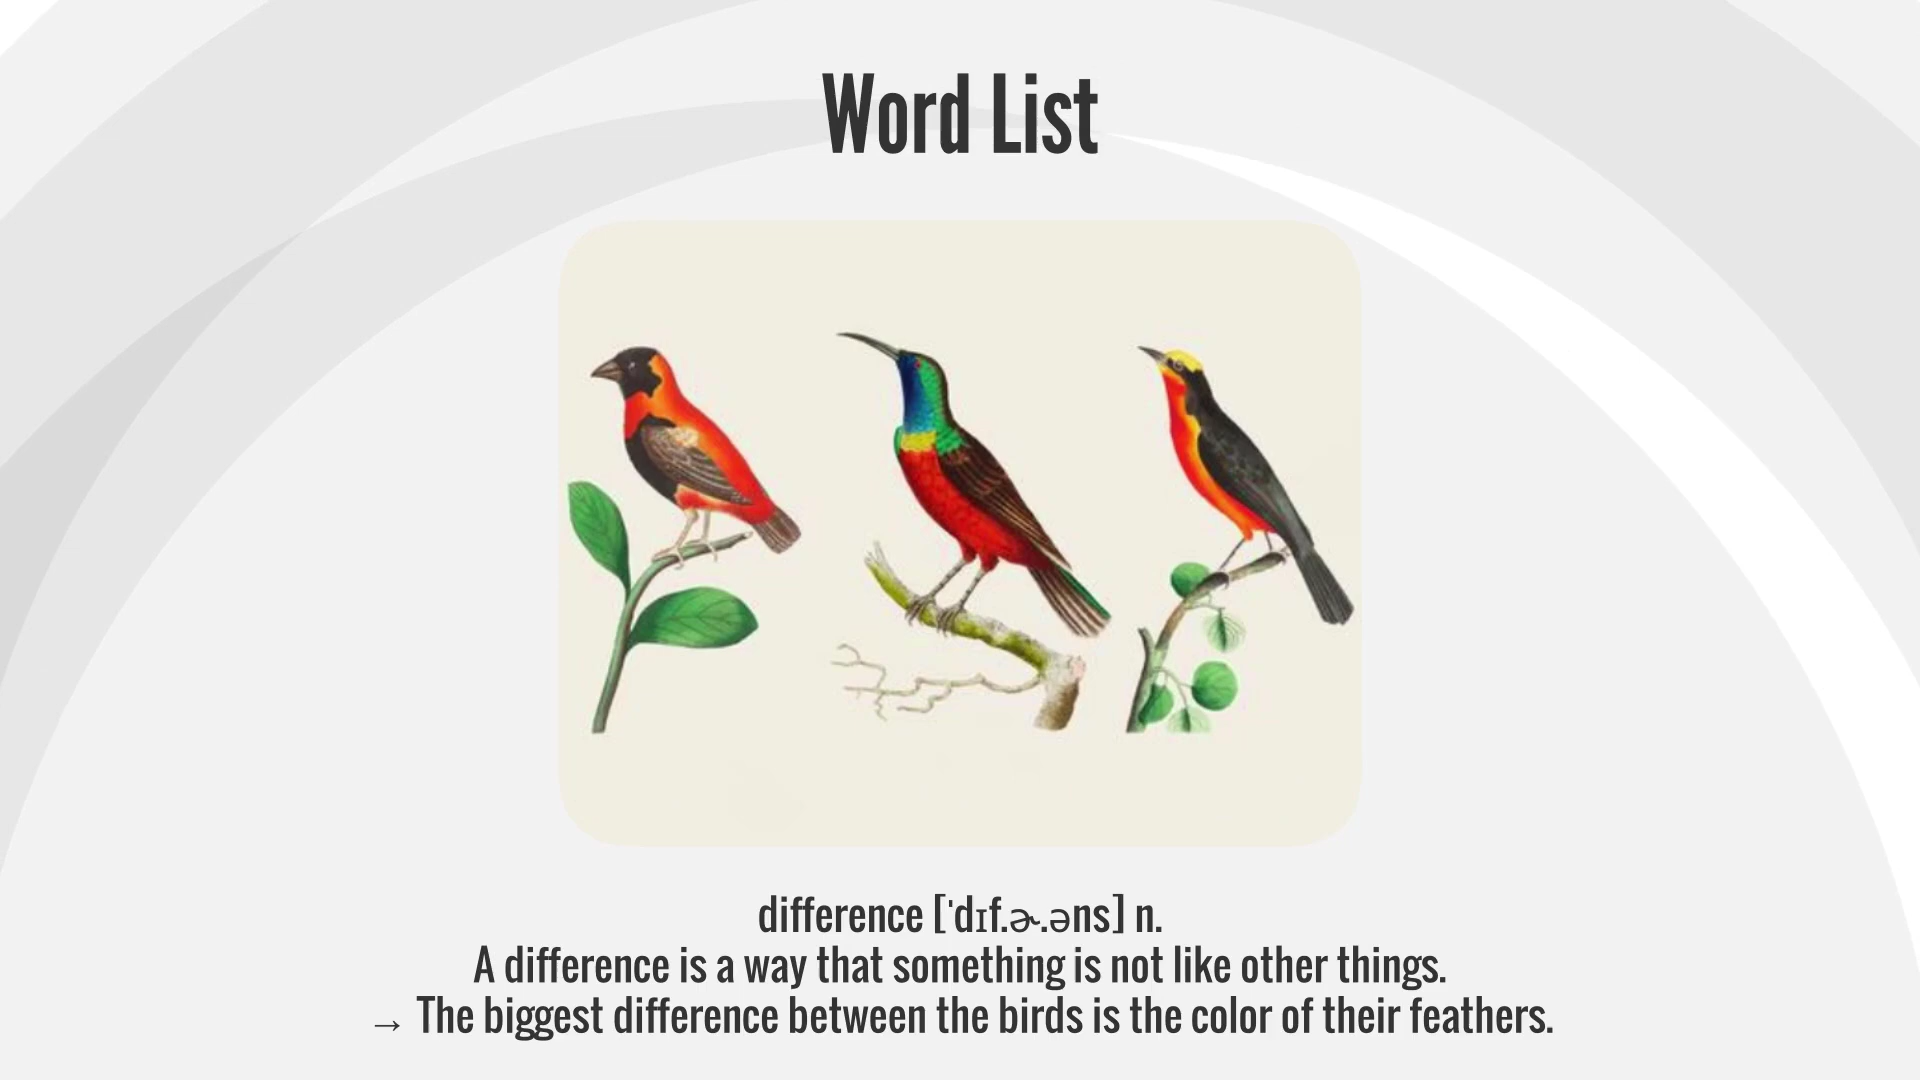 Word List
difference [ˈdɪf.ɚ.əns] n.
A difference is a way that something is not like other things.
→ The biggest difference between the birds is the color of their feathers.